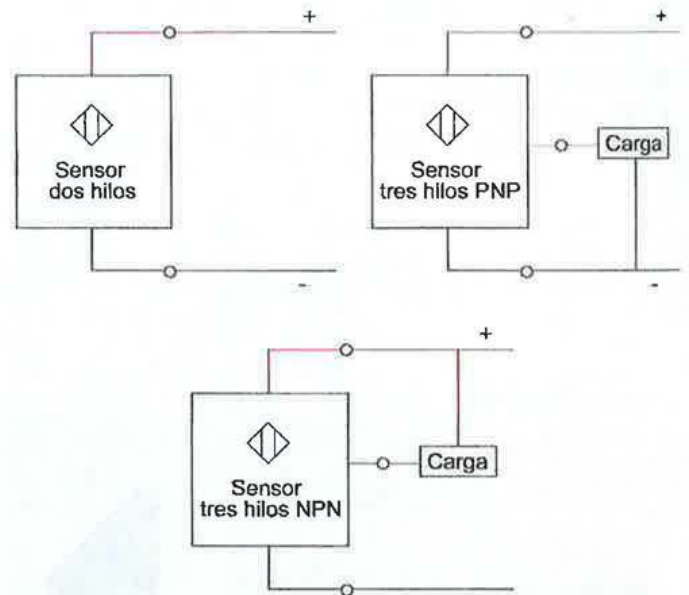 +
+
Sensor
dos hilos
Sensor
tres hilos PNP
Carga
-
-
+
Sensor
tres hilos NPN
Carga